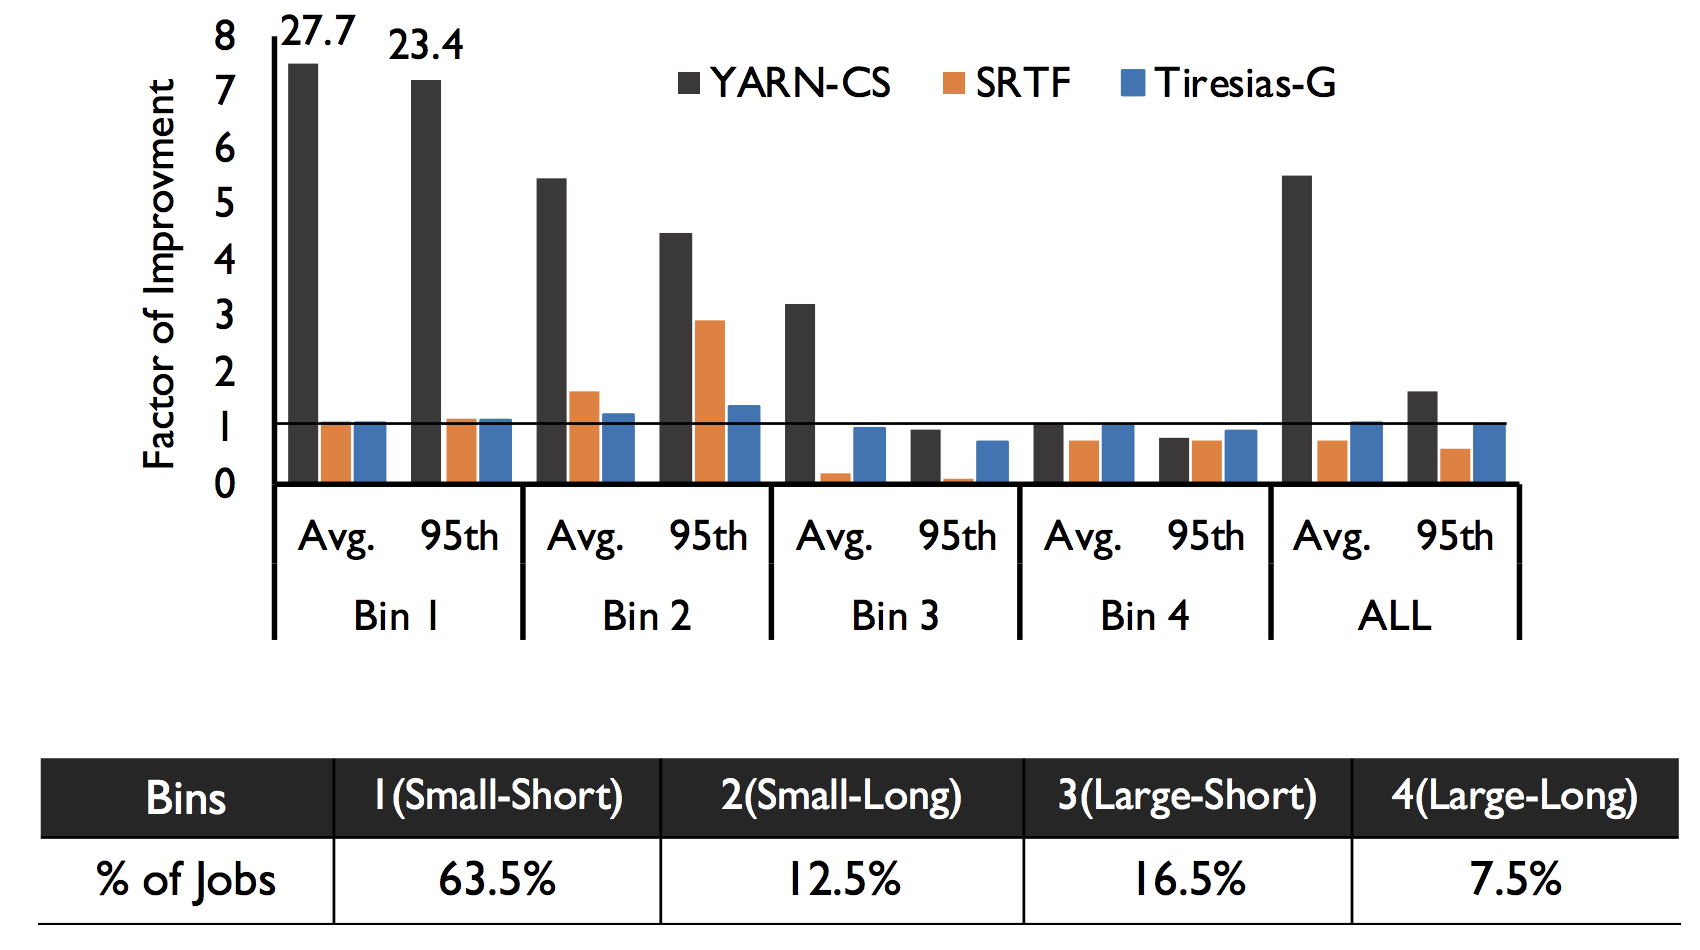 27.7
23.4
8
7
6
5
4
3
2
1
0
Factor of Improvment
YARN-CS SRTF Tiresias-G
Avg. 95th Avg. 95th Avg. 95th Avg. 95th Avg. 95th
Bin 1 Bin 2 Bin 3 Bin 4 ALL
Bins 1(Small-Short) 2(Small-Long) 3(Large-Short) 4(Large-Long)
% of Jobs 63.5% 12.5% 16.5% 7.5%